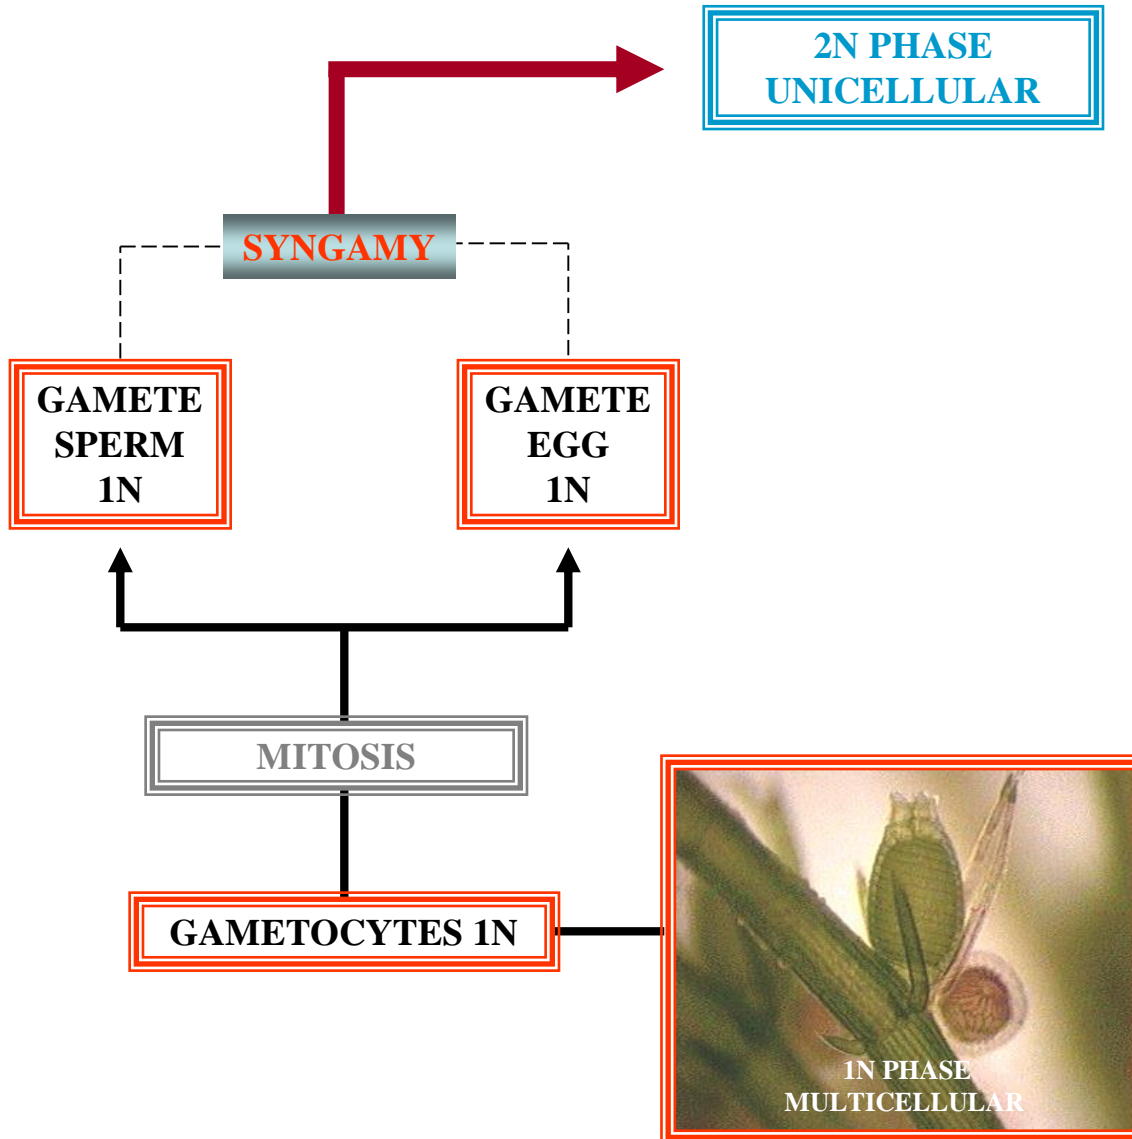 2N PHASE
UNICELLULAR
SYNGAMY
GAMETE
SPERM
1N
GAMETE
EGG
1N
MITOSIS
GAMETOCYTES 1N
1N PHASE
MULTICELLULAR